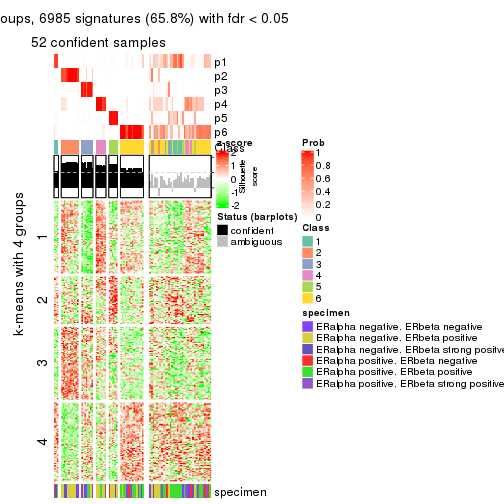 oups, 6985 signatures (65.8%) with fdr < 0.05
52 confident samples
p1
p2
p3
p4
p5
p6
Class
z-score
2
1
0
-1
-2
Silhouette
score
Status (barplots)
confident
ambiguous
Prob
1
0.8
0.6
0.4
0.2
0
Class
1
2
3
4
5
6
specimen
ERalpha negative. ERbeta negative
ERalpha negative. ERbeta positive
ERalpha negative. ERbeta strong positive
ERalpha positive. ERbeta negative
ERalpha positive. ERbeta positive
ERalpha positive. ERbeta strong positive
k-means with 4 groups
1
2
3
4
specimen